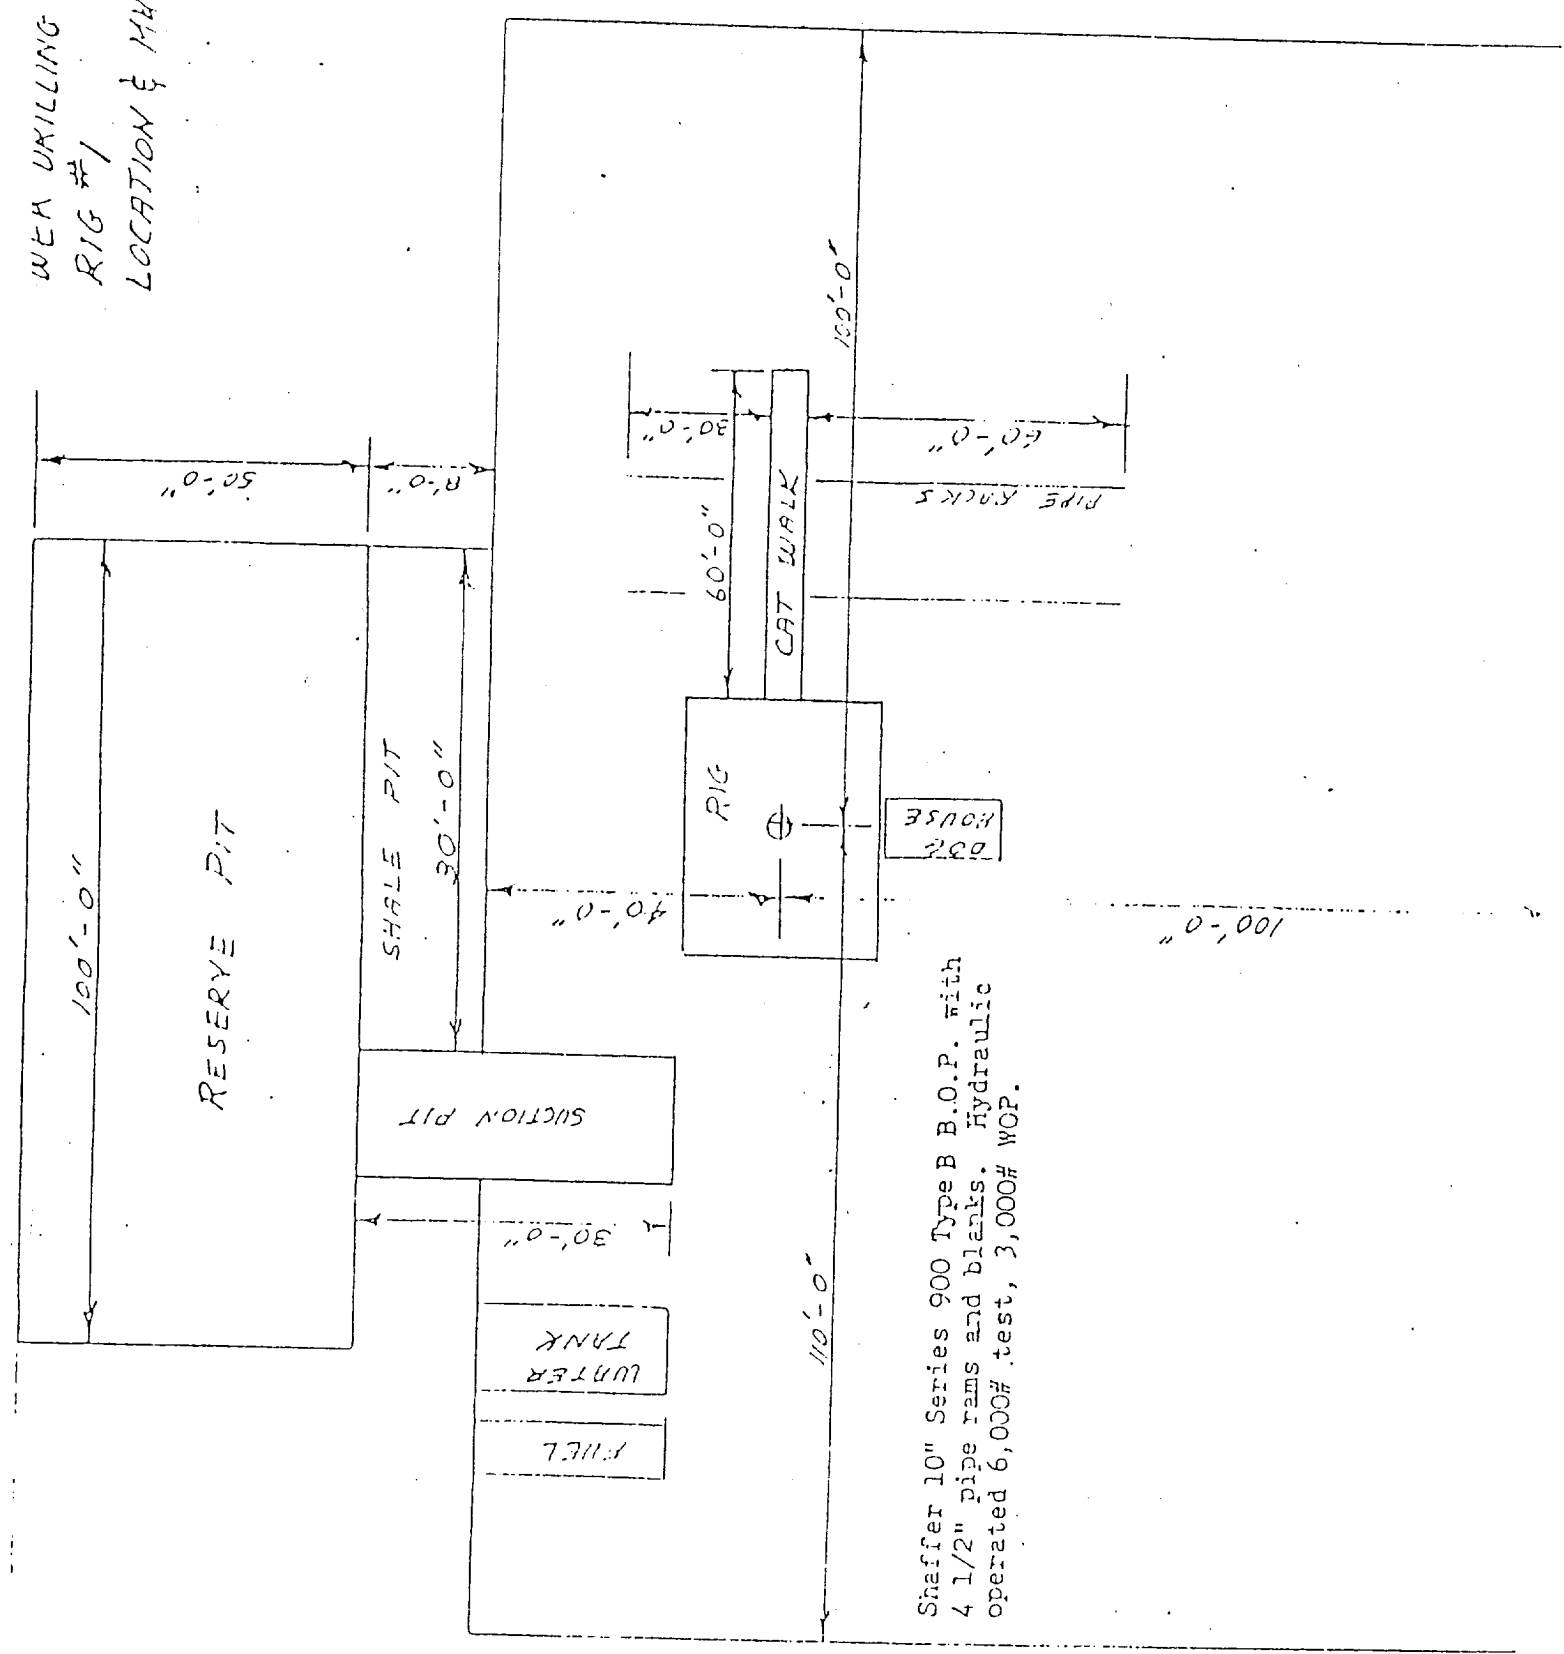 DRILLING
RIG #1
LOCATION &
50'-0"
8'-0"
100'-0"
RESERVE PIT
SHALE PIT
30'-0"
SUCTION PIT
30'-0"
WATER
TANK
FUEL
100'-0"
30'-0"
60'-0"
PIPE RACKS
60'-0"
CAT WALK
RIG
40'-0"
DOG
HOUSE
100'-0"
110'-0"
Shaffer 10" Series 900 Type B B.O.P. with
4 1/2" pipe rams and blanks. Hydraulic
operated 6,000# test, 3,000# WOP.